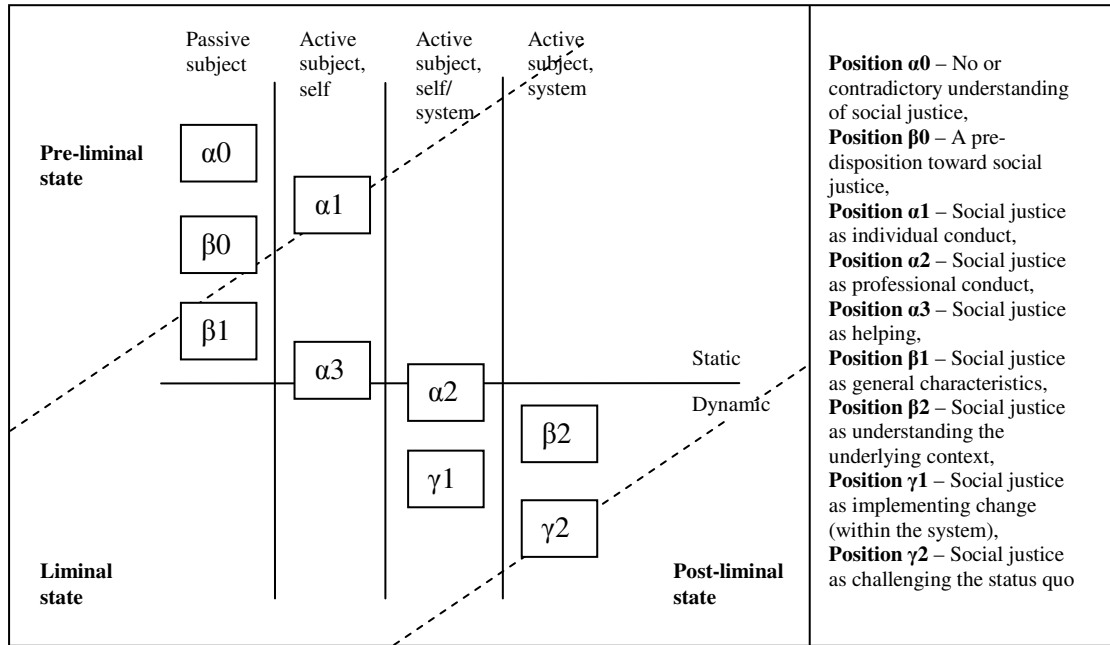 Passive
subject
Active
subject,
self
Active
subject,
self/
system
Active
subject,
system
Pre-liminal
state
α0
α1
β0
β1
α3
α2
Static
Dynamic
β2
γ1
γ2
Liminal
state
Post-liminal
state
Position α0 – No or
contradictory understanding
of social justice,
Position β0 – A pre-
disposition toward social
justice,
Position α1 – Social justice
as individual conduct,
Position α2 – Social justice
as professional conduct,
Position α3 – Social justice
as helping,
Position β1 – Social justice
as general characteristics,
Position β2 – Social justice
as understanding the
underlying context,
Position γ1 – Social justice
as implementing change
(within the system),
Position γ2 – Social justice
as challenging the status quo